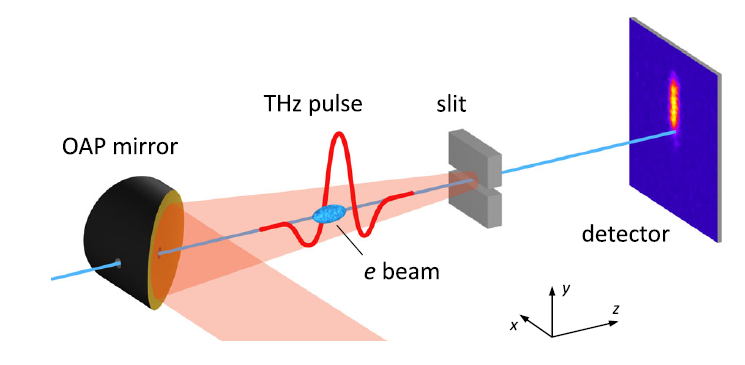 THz pulse
slit
OAP mirror
detector
e beam
y
z
x